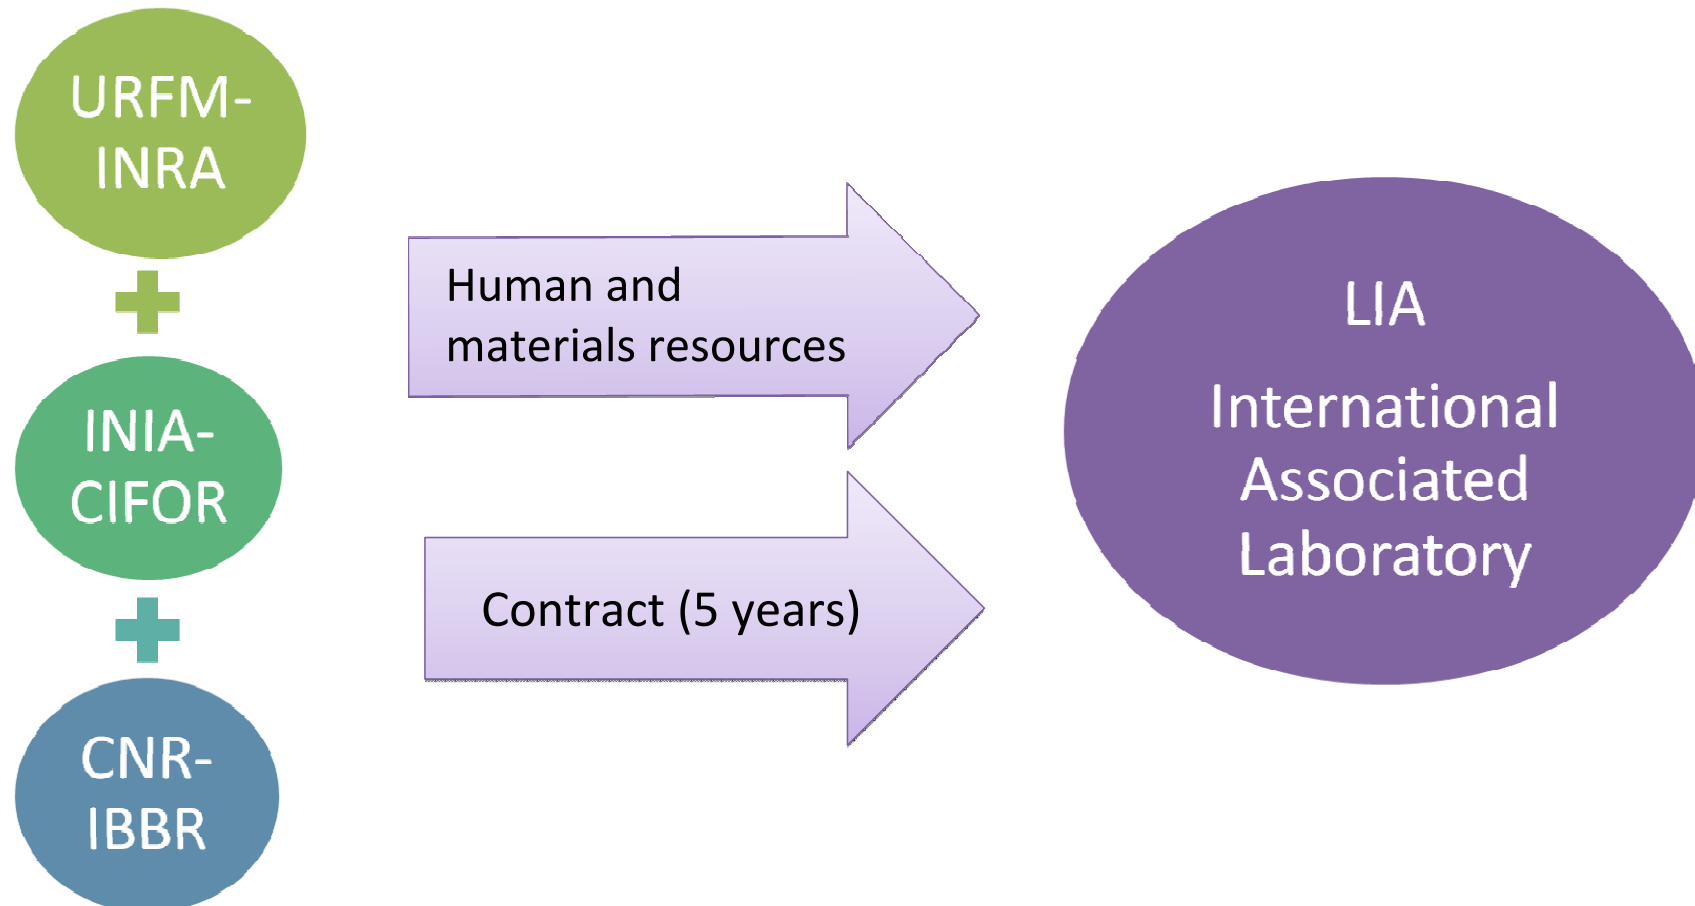 URFM-
INRA
INIA-
CIFOR
CNR-
IBBR
Human and
materials resources
Contract (5 years)
LIA
International
Associated
Laboratory